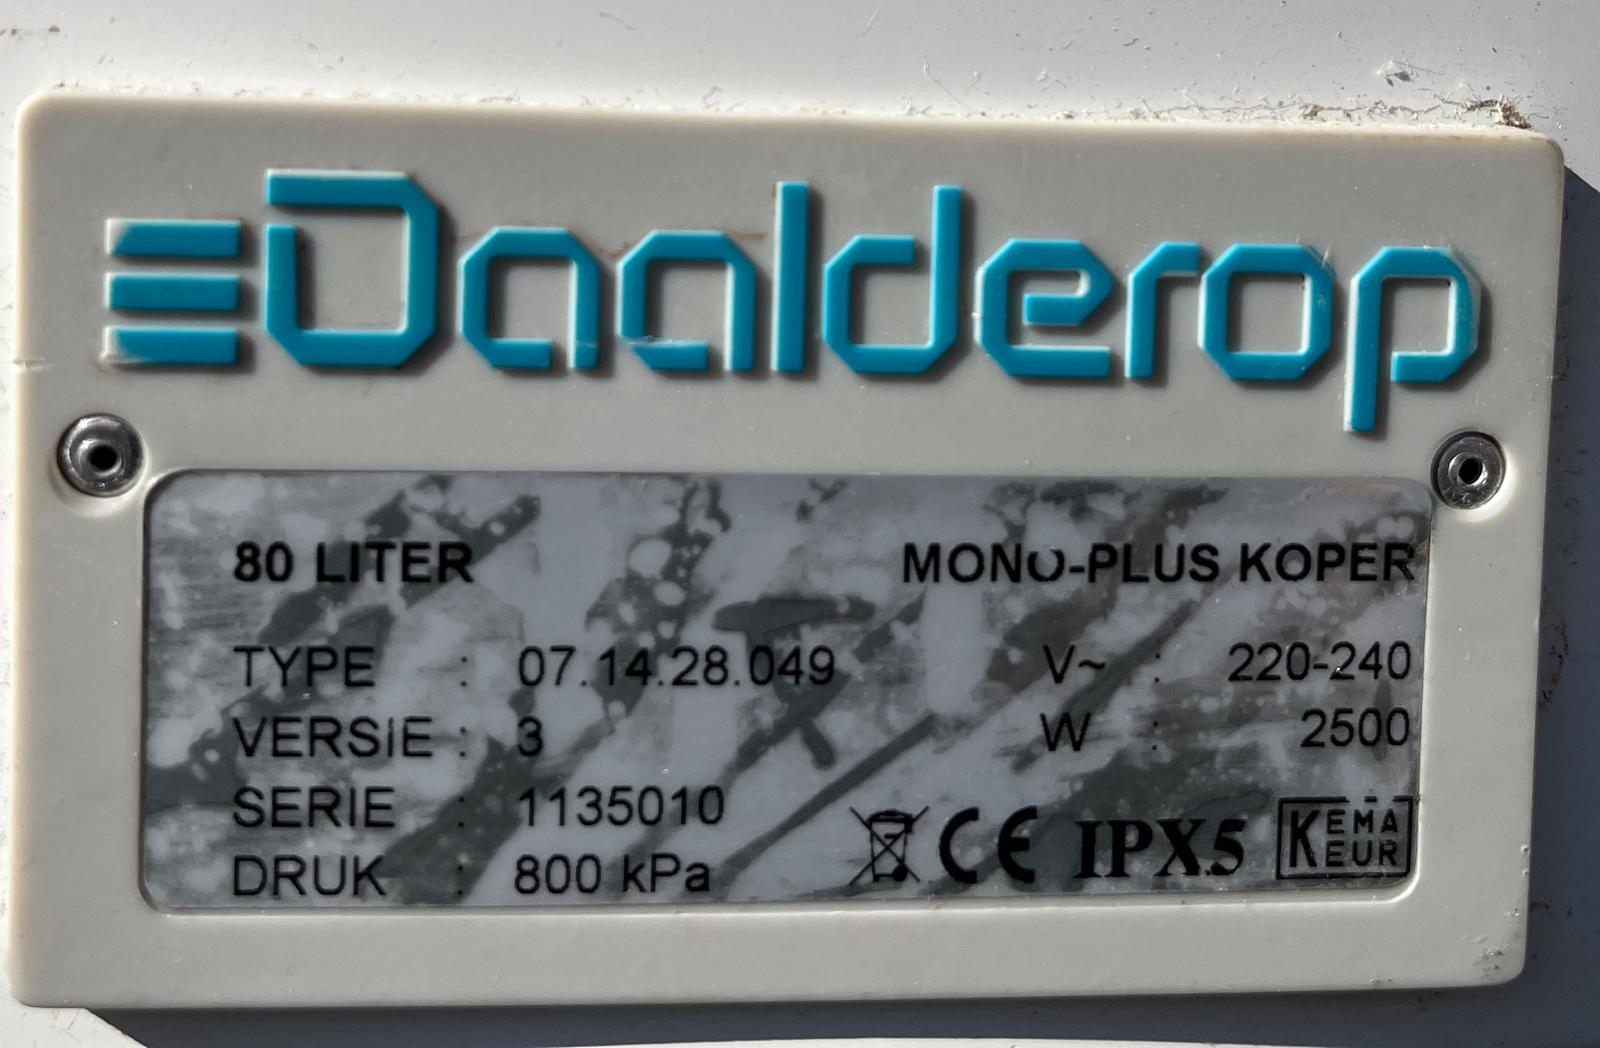 Daalderop
80 LITER MONO-PLUS KOPER
TYPE : 07.14.28.049 V~ : 220-240
VERSIE : 3 W : 2500
SERIE : 1135010
DRUK : 800 kPa CE IPX5 KEMA KEUR